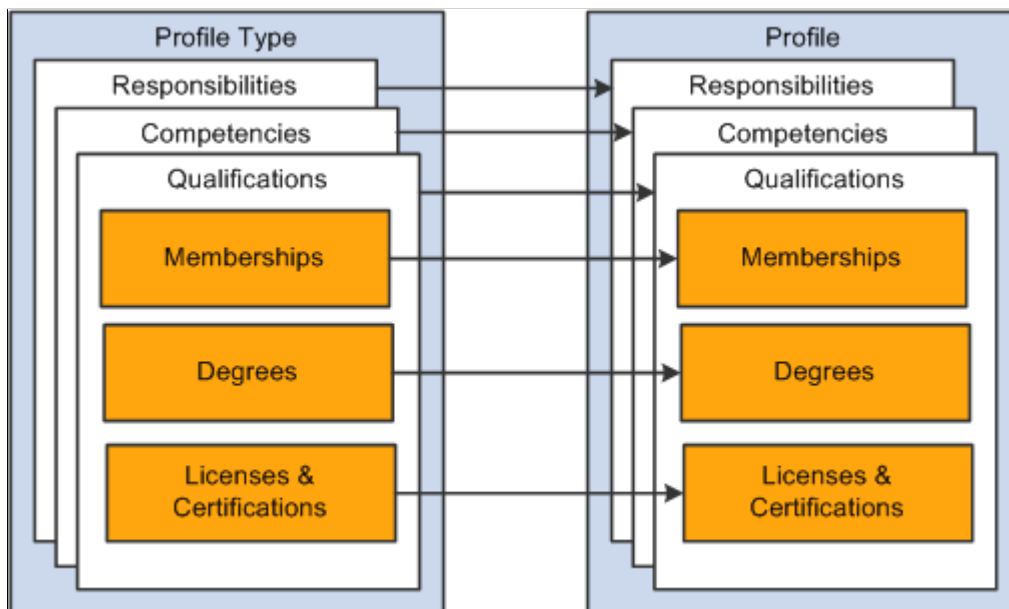 Profile Type
Responsibilities
Competencies
Qualifications
Memberships
Degrees
Licenses &
Certifications
Profile
Responsibilities
Competencies
Qualifications
Memberships
Degrees
Licenses &
Certifications